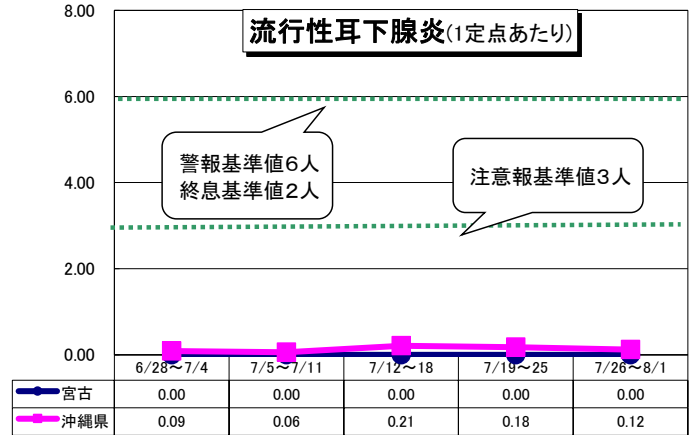 流行性耳下腺炎(1定点あたり)
8.00
6.00
警報基準値6人
終息基準値2人
注意報基準値3人
4.00
2.00
0.00
6/28～7/4 7/5～7/11 7/12～18 7/19～25 7/26～8/1
宮古 0.00 0.00 0.00 0.00 0.00
沖縄県 0.09 0.06 0.21 0.18 0.12